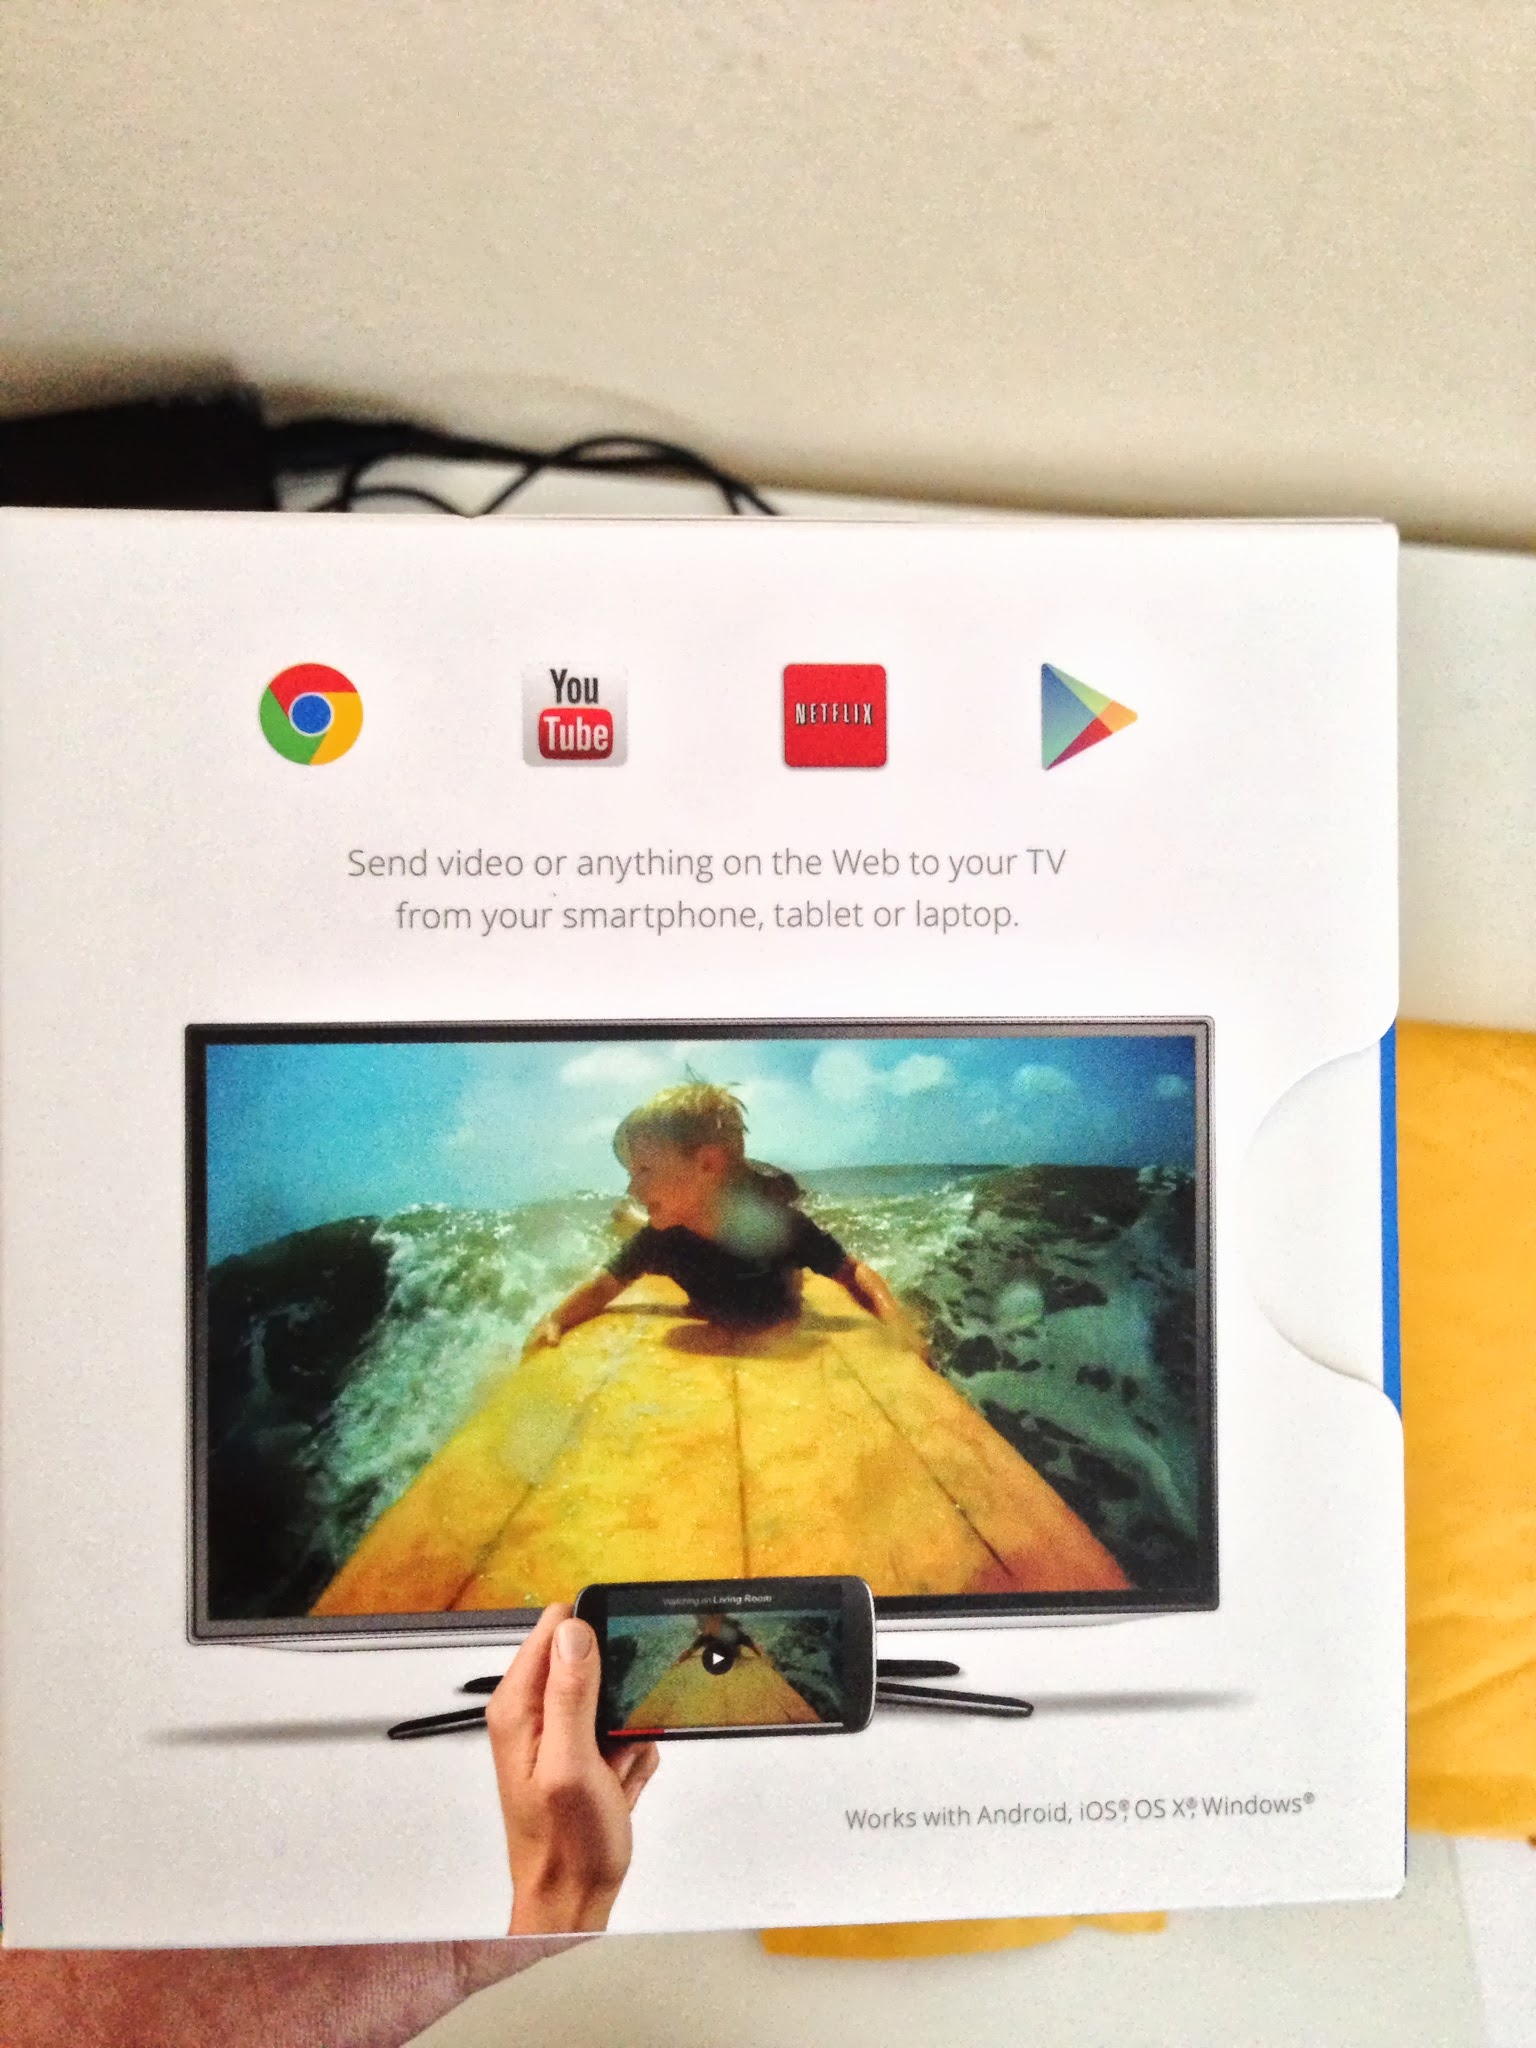 You
Tube
NETFLIX
Send video or anything on the Web to your TV
from your smartphone, tablet or laptop.
Watching on Living Room
Works with Android, iOS®, OS X®, Windows®